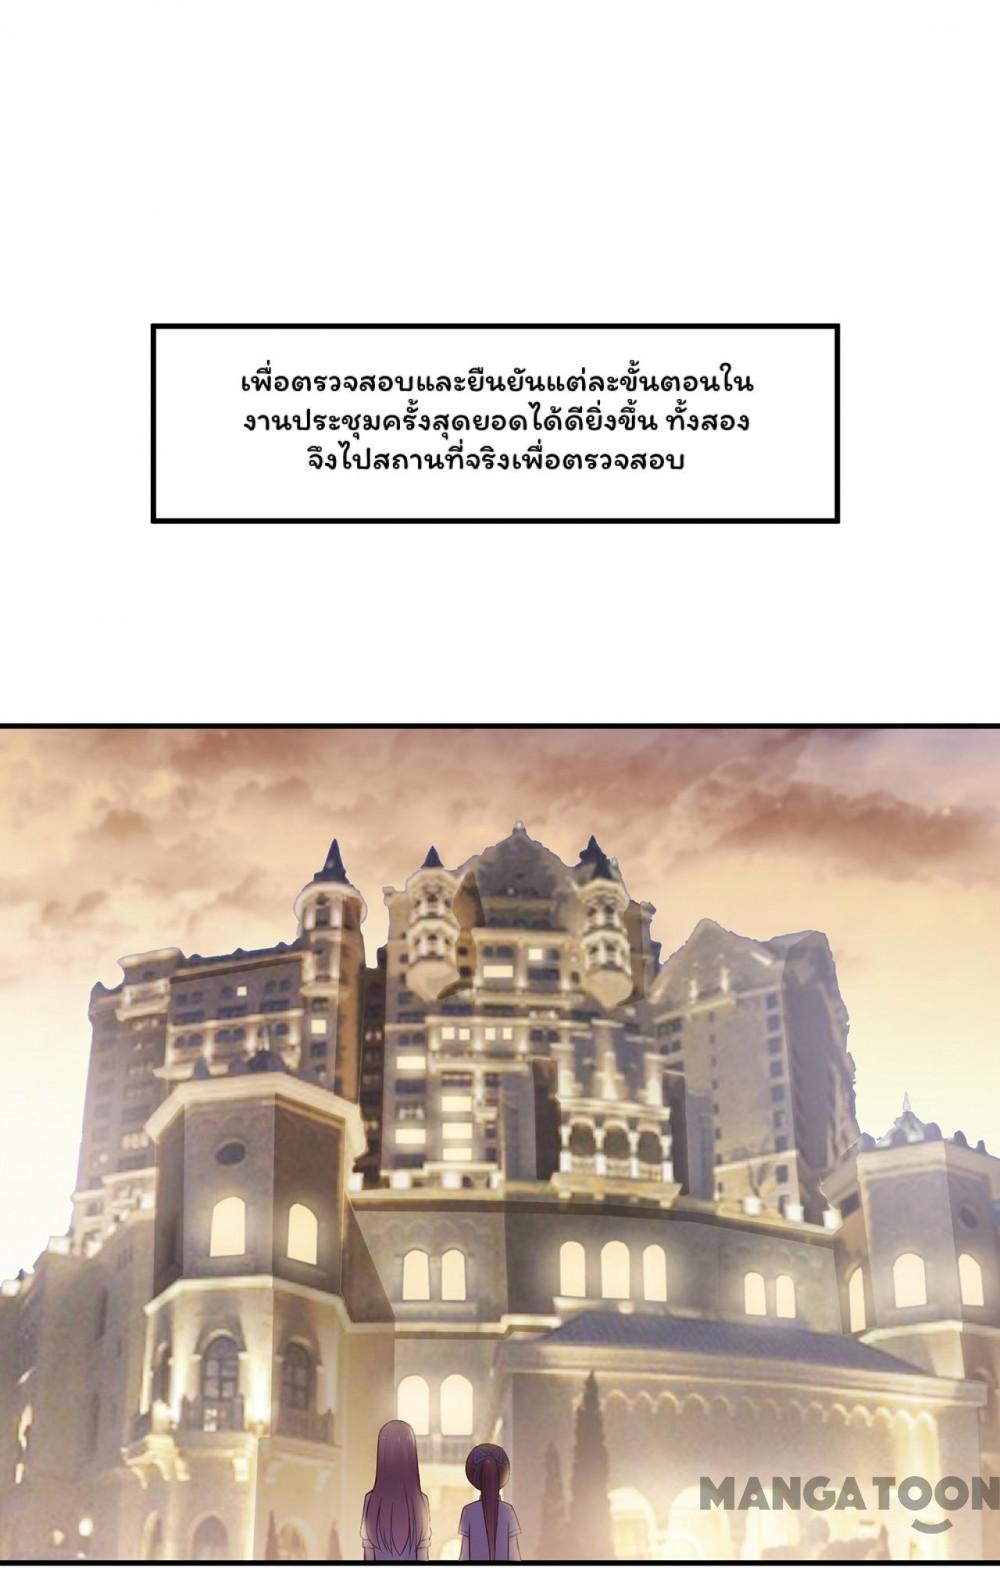 เพื่อตรวจสอบและยืนยันแต่ละขั้นตอนใน
งานประชุมครั้งสุดยอดได้ดียิ่งขึ้น ทั้งสอง
จึงไปสถานที่จริงเพื่อตรวจสอบ
MANGATOON